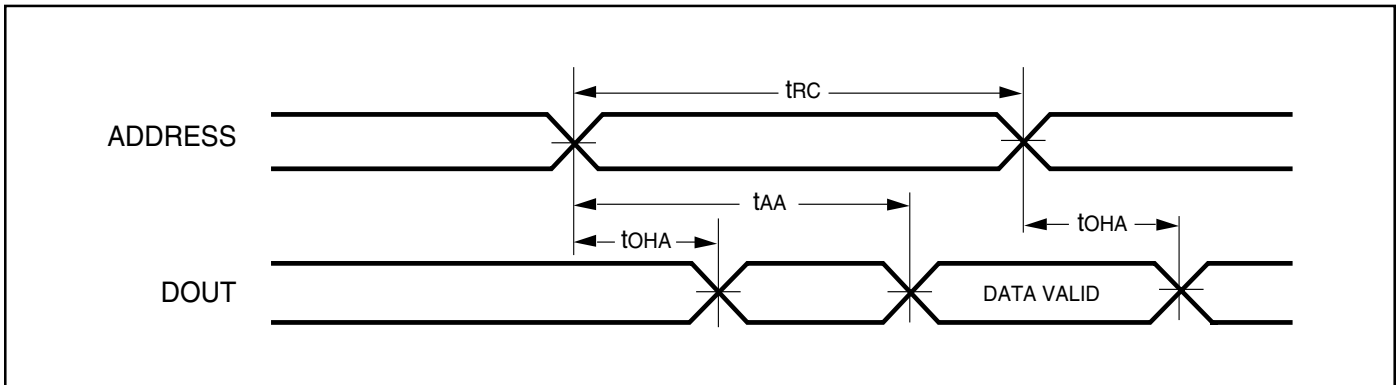 tRC
ADDRESS
tAA
tOHA
tOHA
DOUT
DATA VALID